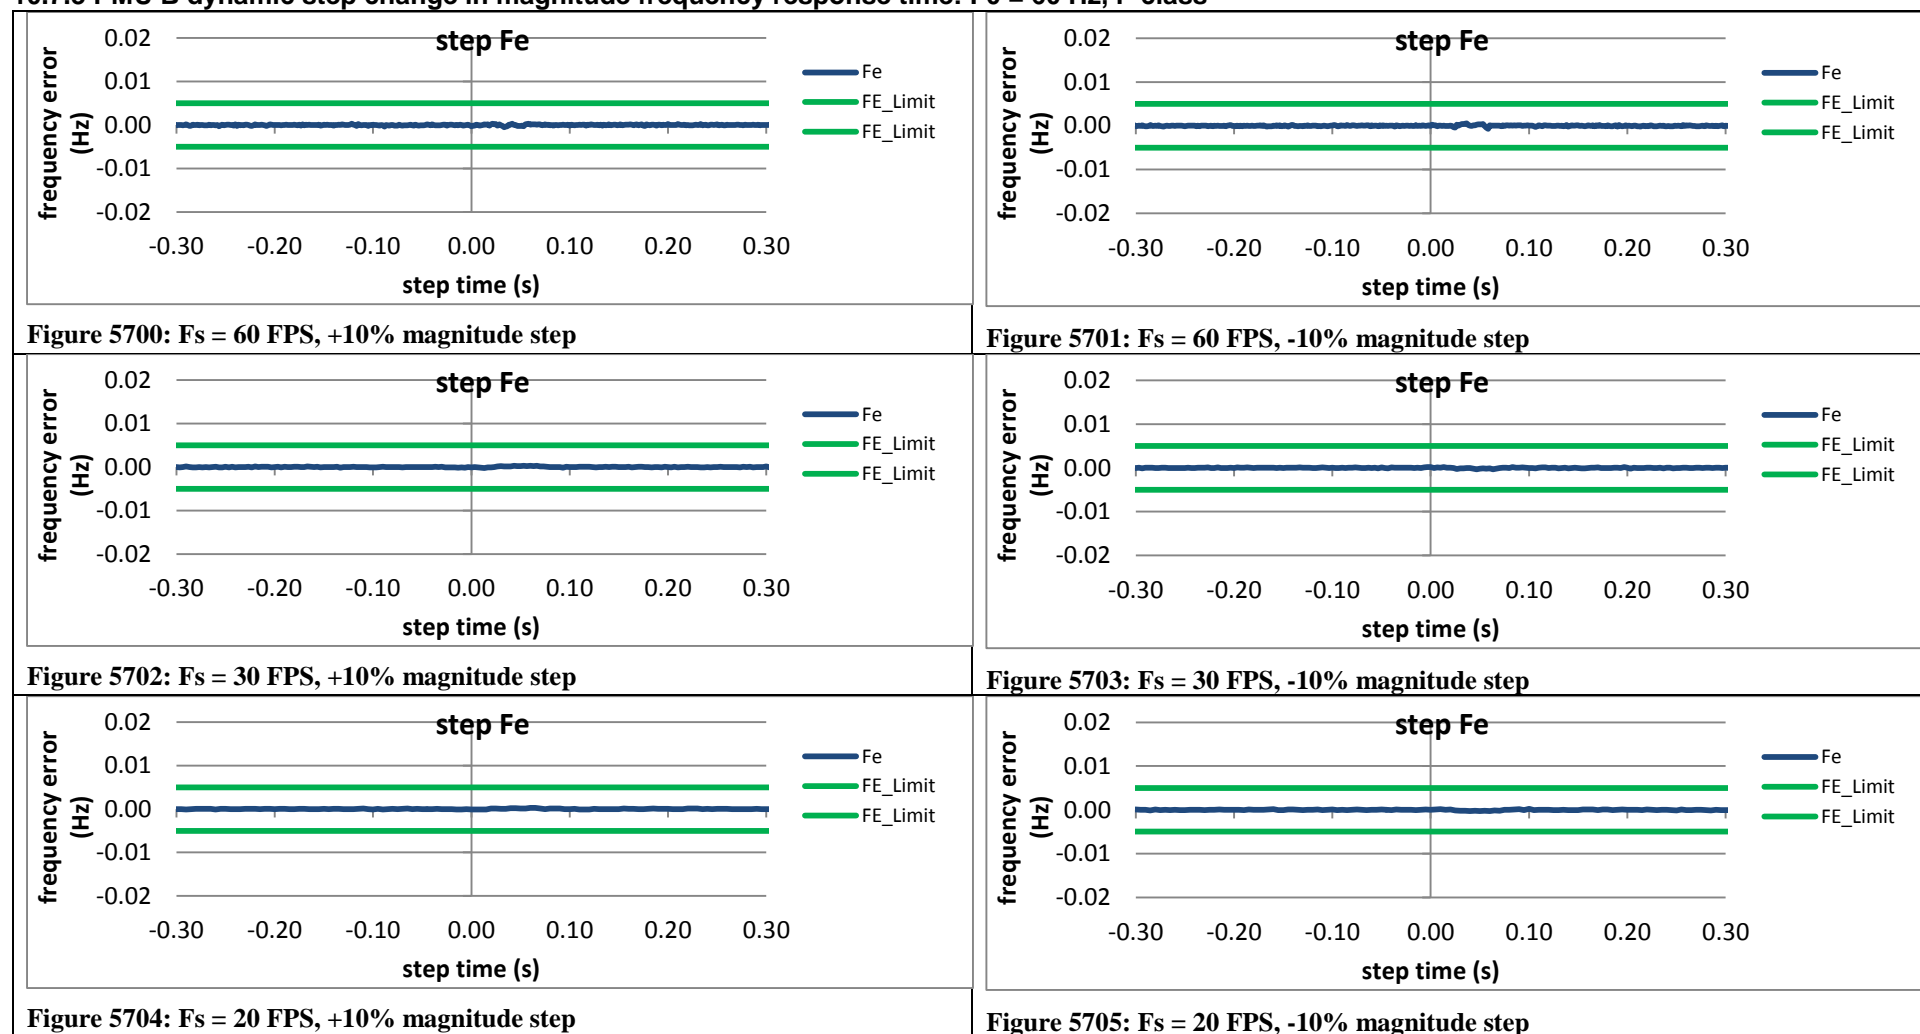 step Fe
frequency error
(Hz)
0.02
0.01
0.00
-0.01
-0.02
-0.30 -0.20 -0.10 0.00 0.10 0.20 0.30
step time (s)
Fe
FE_Limit
FE_Limit
Figure 5700: Fs = 60 FPS, +10% magnitude step
step Fe
frequency error
(Hz)
0.02
0.01
0.00
-0.01
-0.02
-0.30 -0.20 -0.10 0.00 0.10 0.20 0.30
step time (s)
Fe
FE_Limit
FE_Limit
Figure 5701: Fs = 60 FPS, -10% magnitude step
step Fe
frequency error
(Hz)
0.02
0.01
0.00
-0.01
-0.02
-0.30 -0.20 -0.10 0.00 0.10 0.20 0.30
step time (s)
Fe
FE_Limit
FE_Limit
Figure 5702: Fs = 30 FPS, +10% magnitude step
step Fe
frequency error
(Hz)
0.02
0.01
0.00
-0.01
-0.02
-0.30 -0.20 -0.10 0.00 0.10 0.20 0.30
step time (s)
Fe
FE_Limit
FE_Limit
Figure 5703: Fs = 30 FPS, -10% magnitude step
step Fe
frequency error
(Hz)
0.02
0.01
0.00
-0.01
-0.02
-0.30 -0.20 -0.10 0.00 0.10 0.20 0.30
step time (s)
Fe
FE_Limit
FE_Limit
Figure 5704: Fs = 20 FPS, +10% magnitude step
step Fe
frequency error
(Hz)
0.02
0.01
0.00
-0.01
-0.02
-0.30 -0.20 -0.10 0.00 0.10 0.20 0.30
step time (s)
Fe
FE_Limit
FE_Limit
Figure 5705: Fs = 20 FPS, -10% magnitude step